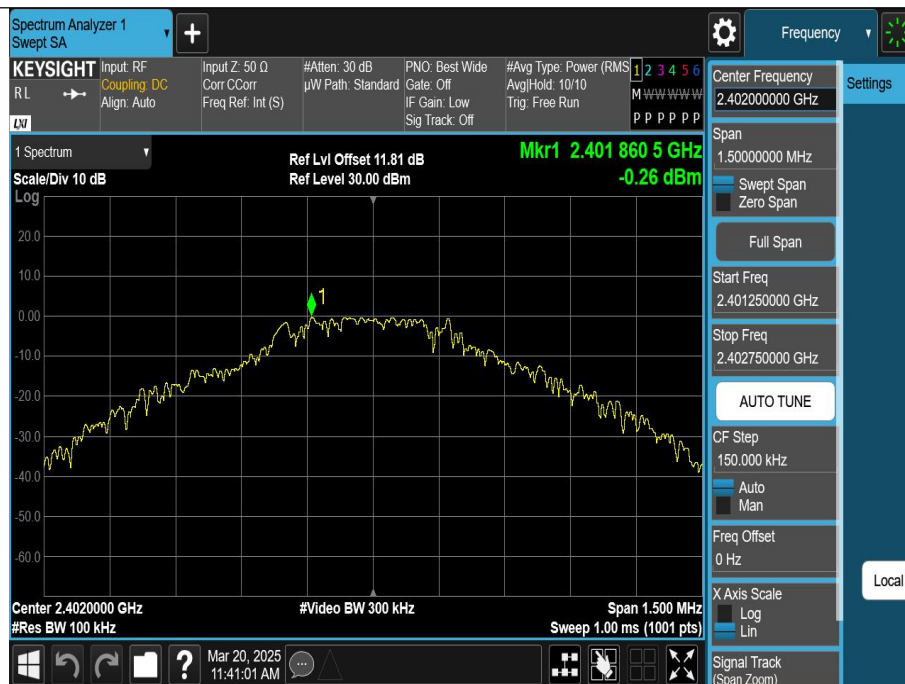 Spectrum Analyzer 1
Swept SA
Frequency
KEYSIGHT
RL
LXI
Input: RF
Coupling: DC
Align: Auto
Input Z: 50 Ω
Corr CCorr
Freq Ref: Int (S)
#Atten: 30 dB
µW Path: Standard
PNO: Best Wide
Gate: Off
IF Gain: Low
Sig Track: Off
#Avg Type: Power (RMS
Avg|Hold: 10/10
Trig: Free Run
1 2 3 4 5 6
M W W W W W
P P P P P P
1 Spectrum
Scale/Div 10 dB
Log
Ref Lvl Offset 11.81 dB
Ref Level 30.00 dBm
Mkr1 2.401 860 5 GHz
-0.26 dBm
20.0
10.0
0.00
-10.0
-20.0
-30.0
-40.0
-50.0
-60.0
1
Center 2.4020000 GHz
#Res BW 100 kHz
#Video BW 300 kHz
Span 1.500 MHz
Sweep 1.00 ms (1001 pts)
Mar 20, 2025
11:41:01 AM
Center Frequency
2.402000000 GHz
Settings
Span
1.50000000 MHz
Swept Span
Zero Span
Full Span
Start Freq
2.401250000 GHz
Stop Freq
2.402750000 GHz
AUTO TUNE
CF Step
150.000 kHz
Auto
Man
Freq Offset
0 Hz
Local
X Axis Scale
Log
Lin
Signal Track
(Span Zoom)